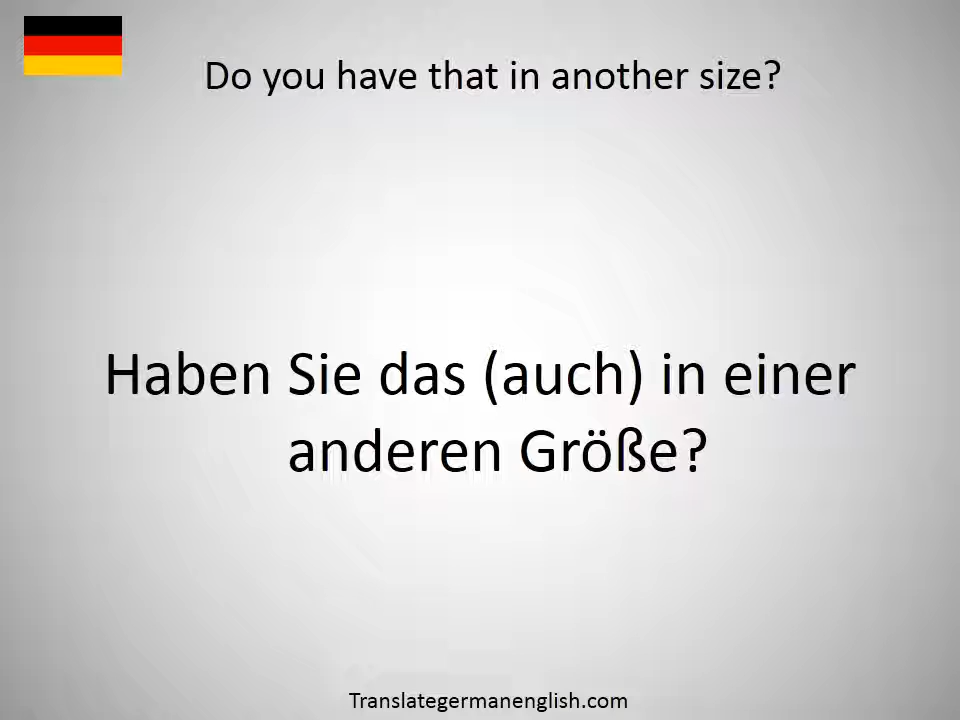 Do you have that in another size?
Haben Sie das (auch) in einer
anderen Größe?
Translategermanenglish.com